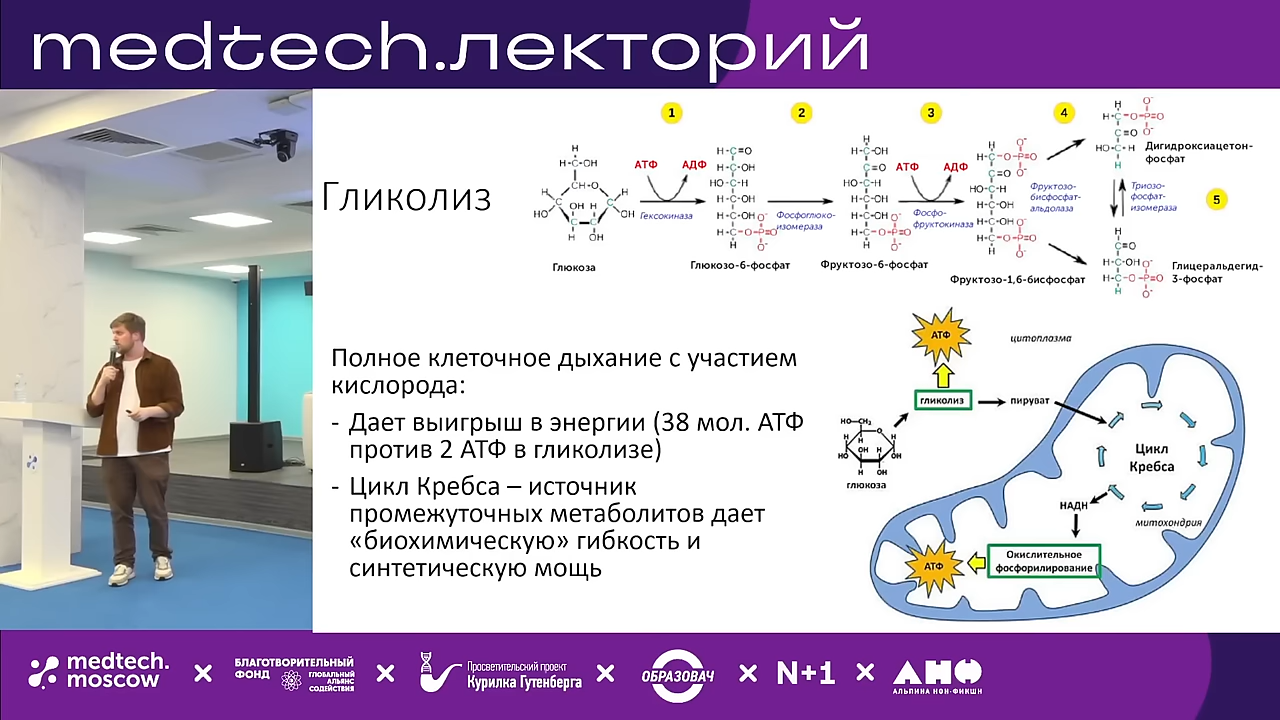 medtech.лекторий
Гликолиз
1
2
3
4
5
АТФ
АДФ
Гексокиназа
Фосфоглюко-
изомераза
АТФ
АДФ
Фосфо-
фруктокиназа
Фруктозо-
бисфосфат-
альдолаза
Триозо-
фосфат-
изомераза
Глюкоза
Глюкозо-6-фосфат
Фруктозо-6-фосфат
Фруктозо-1,6-бисфосфат
Дигидроксиацетон-
фосфат
Глицеральдегид-
3-фосфат
Полное клеточное дыхание с участием
кислорода:
- Дает выигрыш в энергии (38 мол. АТФ
против 2 АТФ в гликолизе)
- Цикл Кребса – источник
промежуточных метаболитов дает
«биохимическую» гибкость и
синтетическую мощь
АТФ
цитоплазма
гликолиз
пируват
глюкоза
Цикл
Кребса
НАДН
митохондрия
Окислительное
фосфорилирование
АТФ
medtech.
moscow
×
БЛАГОТВОРИТЕЛЬНЫЙ
ФОНД
ГЛОБАЛЬНЫЙ
АЛЬЯНС
СОДЕЙСТВИЯ
×
Просветительский проект
Курилка Гутенберга
×
ОБРАЗОВАЧ
×
N+1
×
АНФ
АЛЬПИНА НОН-ФИКШН